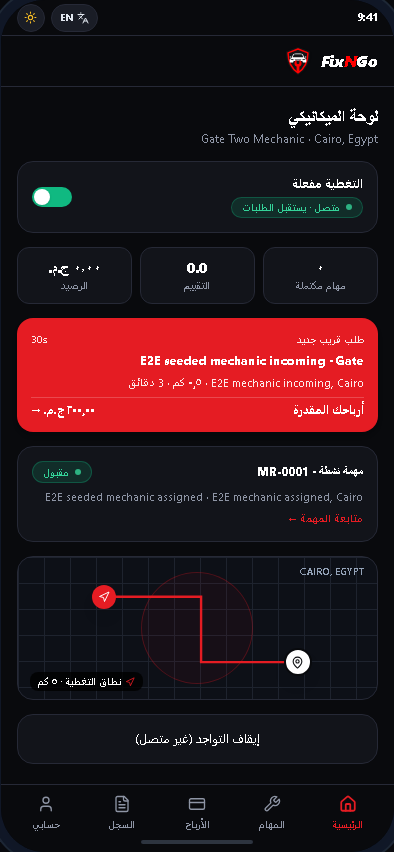 9:41
EN
FixNGo
لوحة الميكانيكي
Gate Two Mechanic · Cairo, Egypt
التغطية مفعلة
متصل · يستقبل الطلبات
٠
مهام مكتملة
0.0
التقييم
٠٫٠٠ ج.م.
الرصيد
طلب قريب جديد
30s
E2E seeded mechanic incoming - Gate
E2E mechanic incoming, Cairo · ٠٫٥ كم · 3 دقائق
أرباحك المقدرة
٢٠٠٫٠٠ ج.م. →
مهمة نشطة - MR-0001
مقبول
E2E seeded mechanic assigned · E2E mechanic assigned, Cairo
متابعة المهمة ←
CAIRO, EGYPT
نطاق التغطية · ٥ كم
إيقاف التواجد (غير متصل)
الرئيسية
المهام
الأرباح
السجل
حسابي